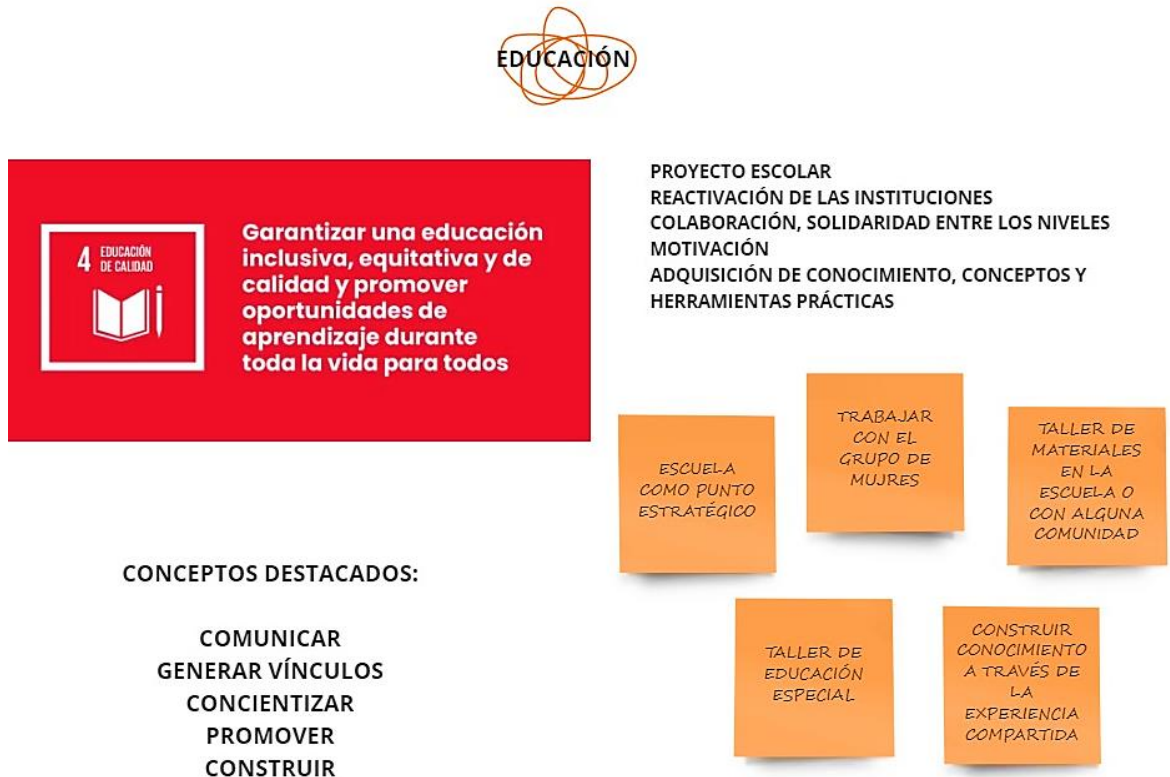 EDUCACIÓN
4 EDUCACIÓN
DE CALIDAD
Garantizar una educación
inclusiva, equitativa y de
calidad y promover
oportunidades de
aprendizaje durante
toda la vida para todos
PROYECTO ESCOLAR
REACTIVACIÓN DE LAS INSTITUCIONES
COLABORACIÓN, SOLIDARIDAD ENTRE LOS NIVELES
MOTIVACIÓN
ADQUISICIÓN DE CONOCIMIENTO, CONCEPTOS Y
HERRAMIENTAS PRÁCTICAS
ESCUELA
COMO PUNTO
ESTRATÉGICO
TRABAJAR
CON EL
GRUPO DE
MUJRES
TALLER DE
MATERIALES
EN LA
ESCUELA O
CON ALGUNA
COMUNIDAD
CONCEPTOS DESTACADOS:
COMUNICAR
GENERAR VÍNCULOS
CONCIENTIZAR
PROMOVER
CONSTRUIR
TALLER DE
EDUCACIÓN
ESPECIAL
CONSTRUIR
CONOCIMIENTO
A TRAVÉS DE
LA
EXPERIENCIA
COMPARTIDA